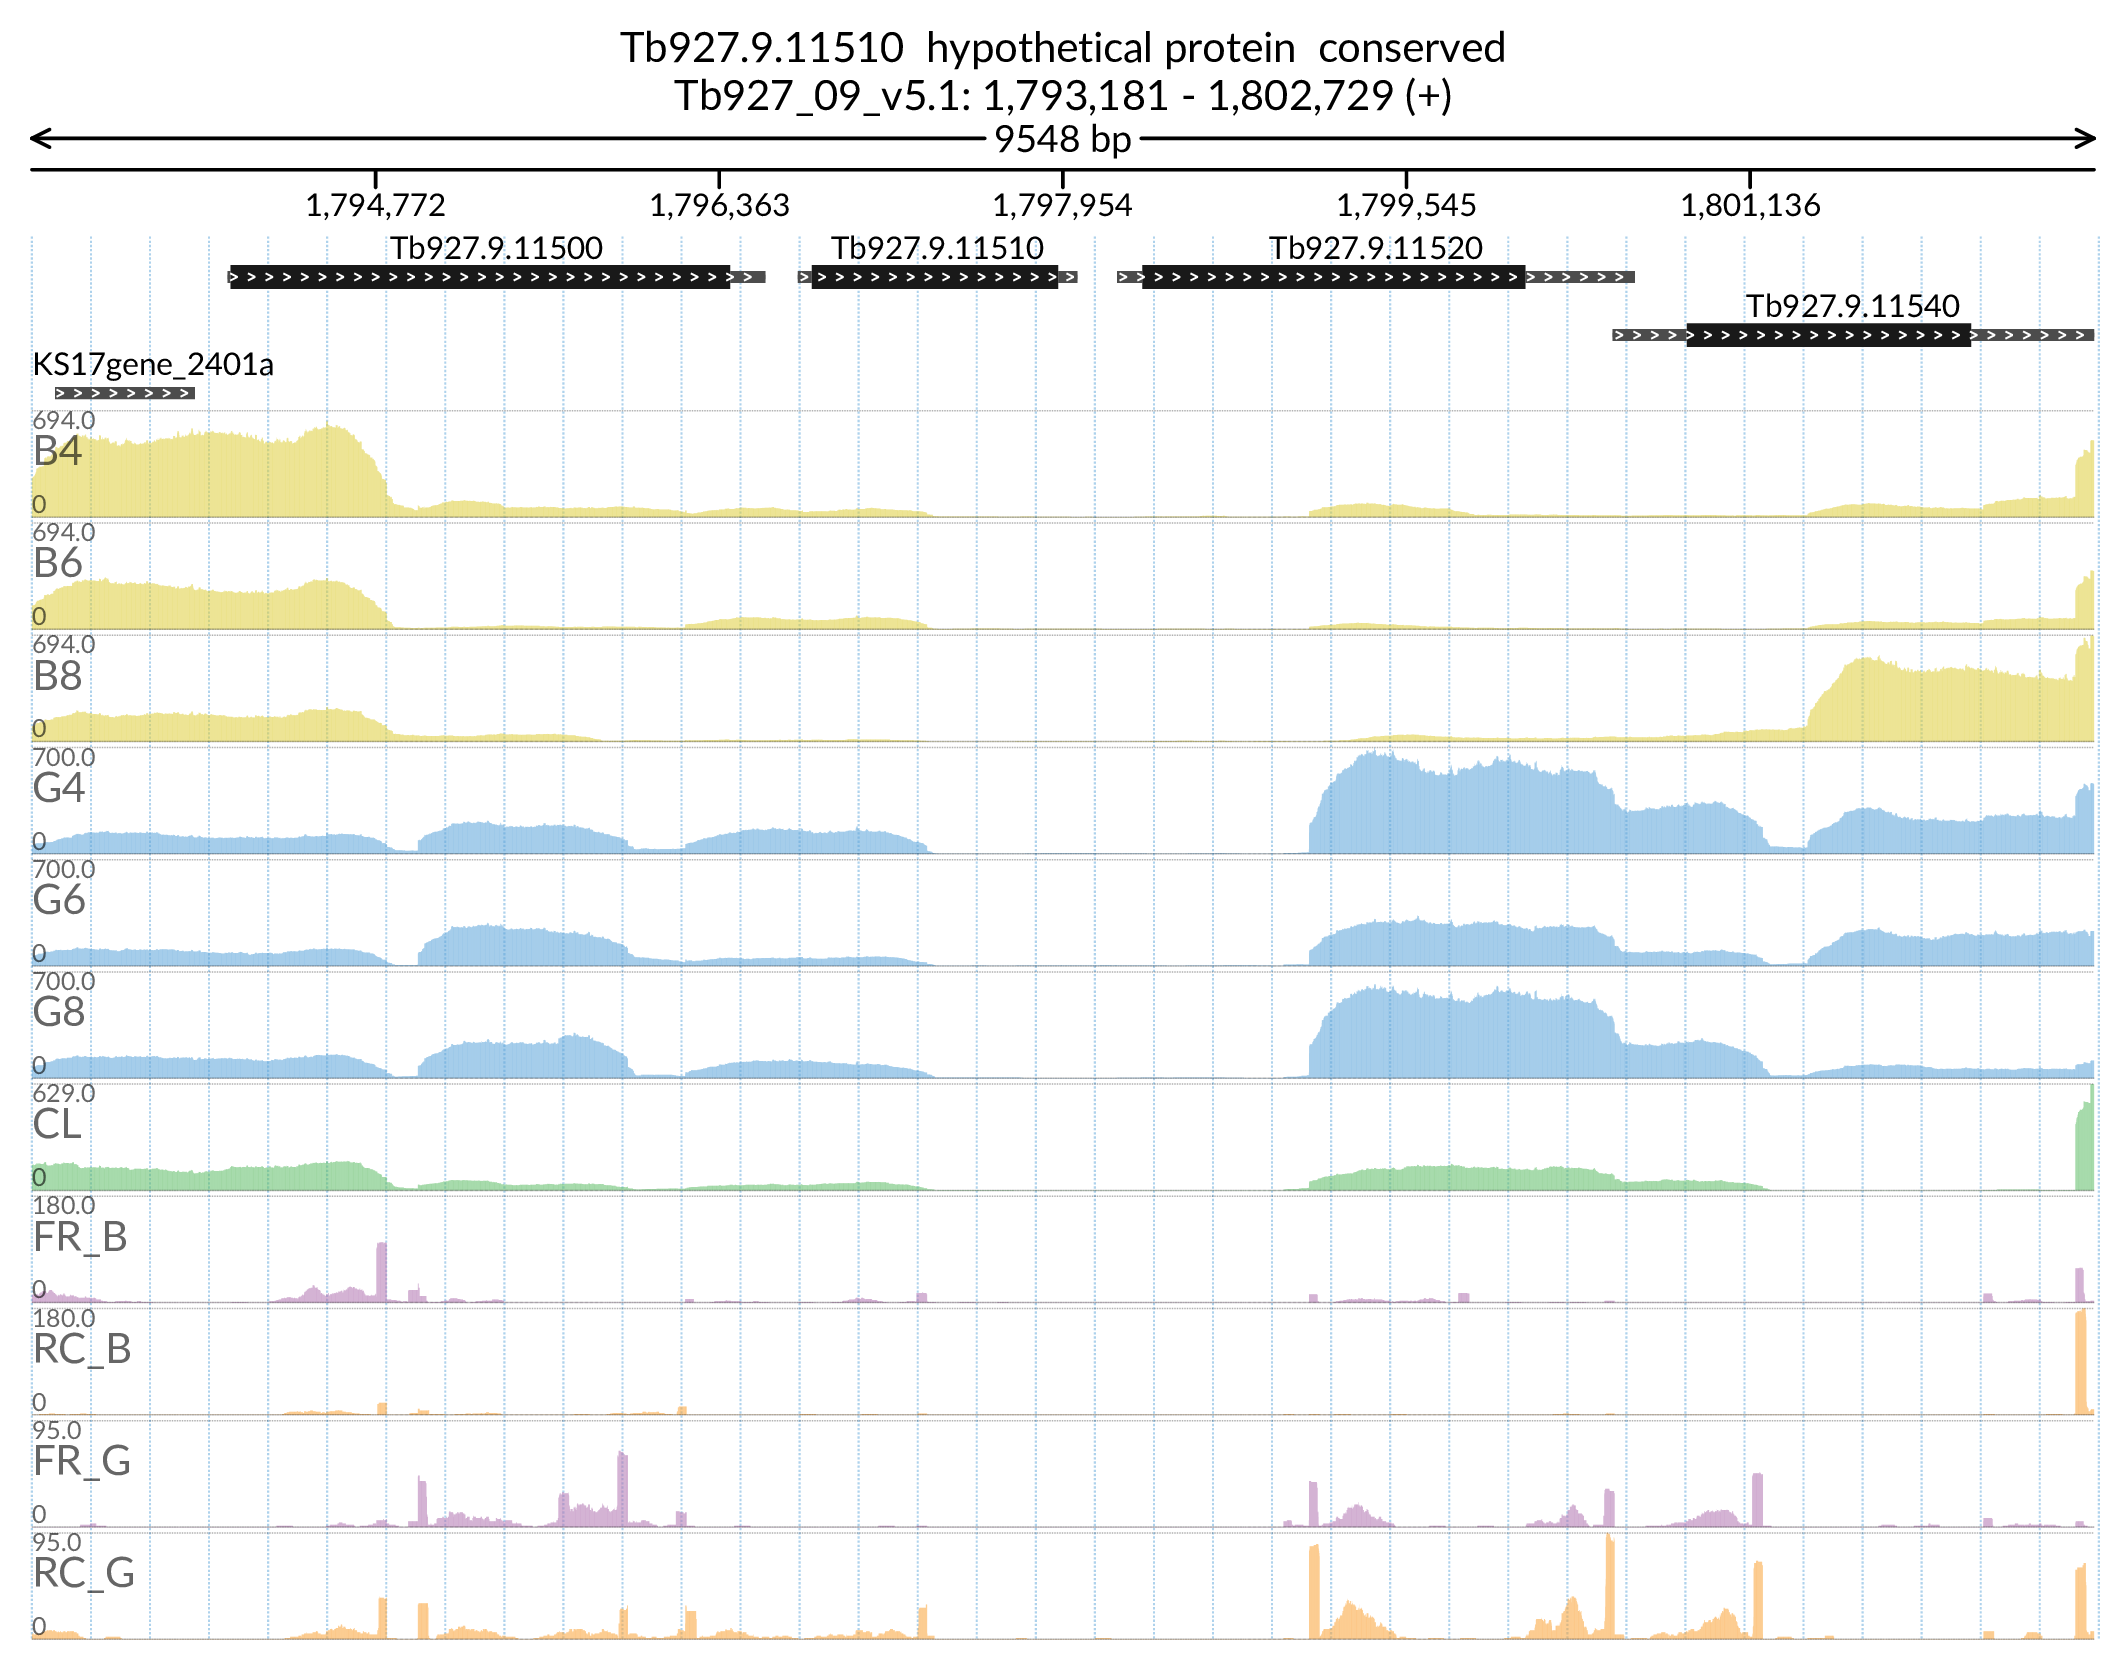 Tb927.9.11510  hypothetical protein  conserved
Tb927_09_v5.1: 1,793,181 - 1,802,729 (+)
9548 bp
1,794,772 1,796,363 1,797,954 1,799,545 1,801,136
Tb927.9.11500 Tb927.9.11510 Tb927.9.11520
Tb927.9.11540
KS17gene_2401a
694.0
B4
0
694.0
B6
0
694.0
B8
0
700.0
G4
0
700.0
G6
0
700.0
G8
0
629.0
CL
0
180.0
FR_B
0
180.0
RC_B
0
95.0
FR_G
0
95.0
RC_G
0